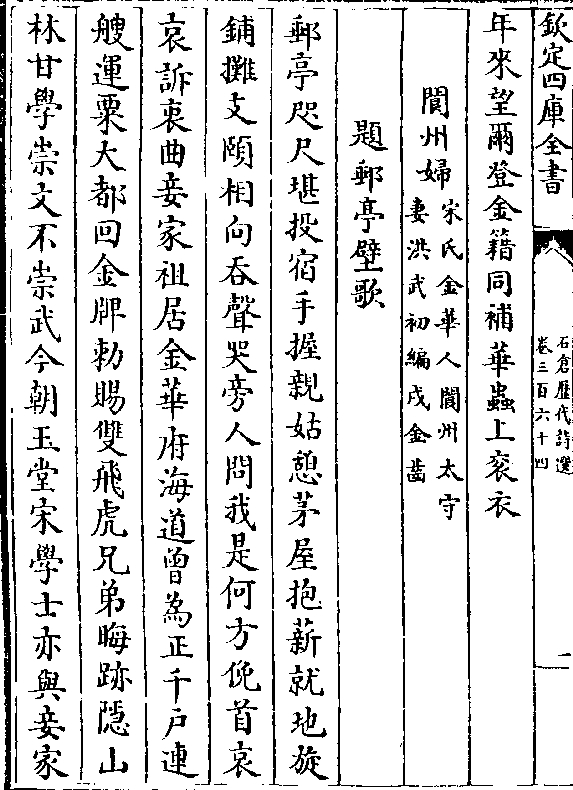 欽定四庫全書
石倉歷代詩選
卷三百六十四
一
年來望爾登金籍同補華蟲上衮衣
閬州婦
宋氏金華人閬州太守
妻洪武初編戍金齒
題郵亭壁歌
郵亭咫尺堪投宿手握親姑憩茅屋抱薪就地旋
鋪攤支頤相向吞聲哭旁人問我是何方俛首哀
哀訴衷曲妾家祖居金華府海道曾為正千戶連
艘運粟大都回金牌勅賜雙飛虎兄弟晦跡隠山
林甘學崇文不崇武今朝玉堂宋學士亦與妾家